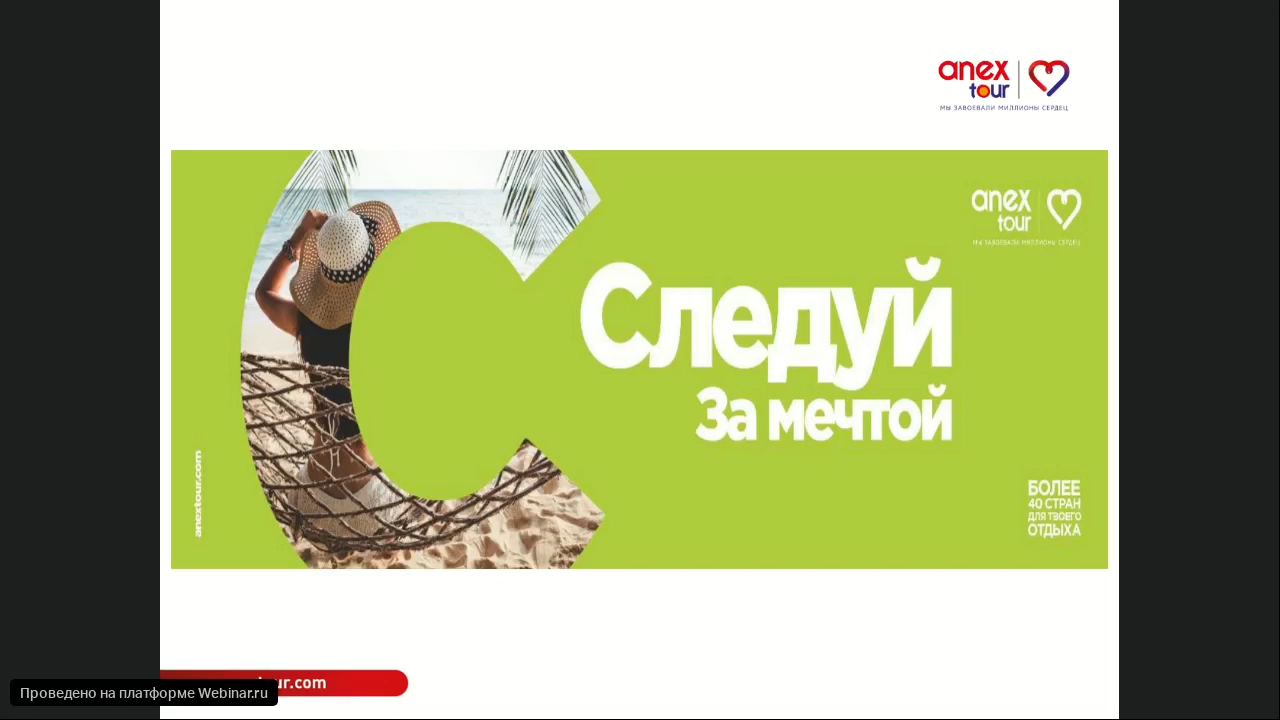 anex
tour
МЫ ЗАВОЕВАЛИ МИЛЛИОНЫ СЕРДЕЦ
anex
tour
МЫ ЗАВОЕВАЛИ МИЛЛИОНЫ СЕРДЕЦ
Следуй
За мечтой
anextour.com
БОЛЕЕ
40 СТРАН
ДЛЯ ТВОЕГО
ОТДЫХА
ur.com
Проведено на платформе Webinar.ru